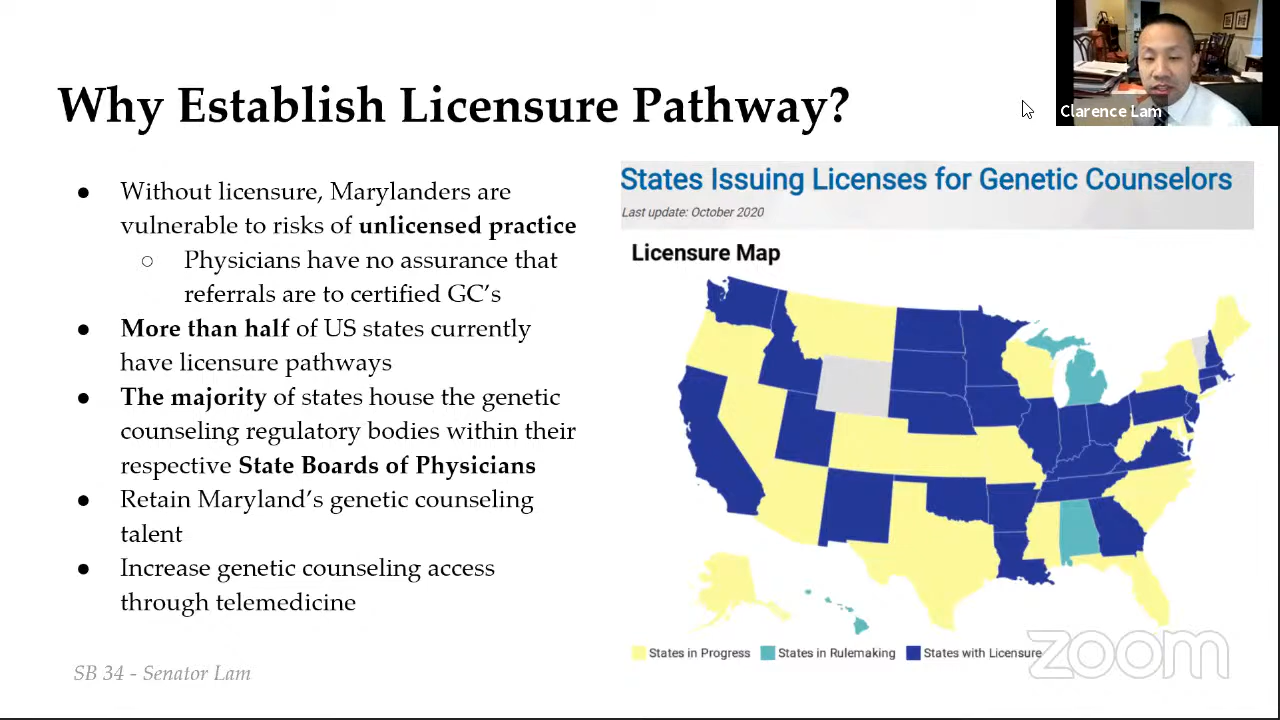 Why Establish Licensure Pathway?
Clarence Lam
● Without licensure, Marylanders are
vulnerable to risks of unlicensed practice
○ Physicians have no assurance that
referrals are to certified GC’s
● More than half of US states currently
have licensure pathways
● The majority of states house the genetic
counseling regulatory bodies within their
respective State Boards of Physicians
● Retain Maryland’s genetic counseling
talent
● Increase genetic counseling access
through telemedicine
SB 34 - Senator Lam
States Issuing Licenses for Genetic Counselors
Last update: October 2020
Licensure Map
States in Progress States in Rulemaking States with Licensure
zoom